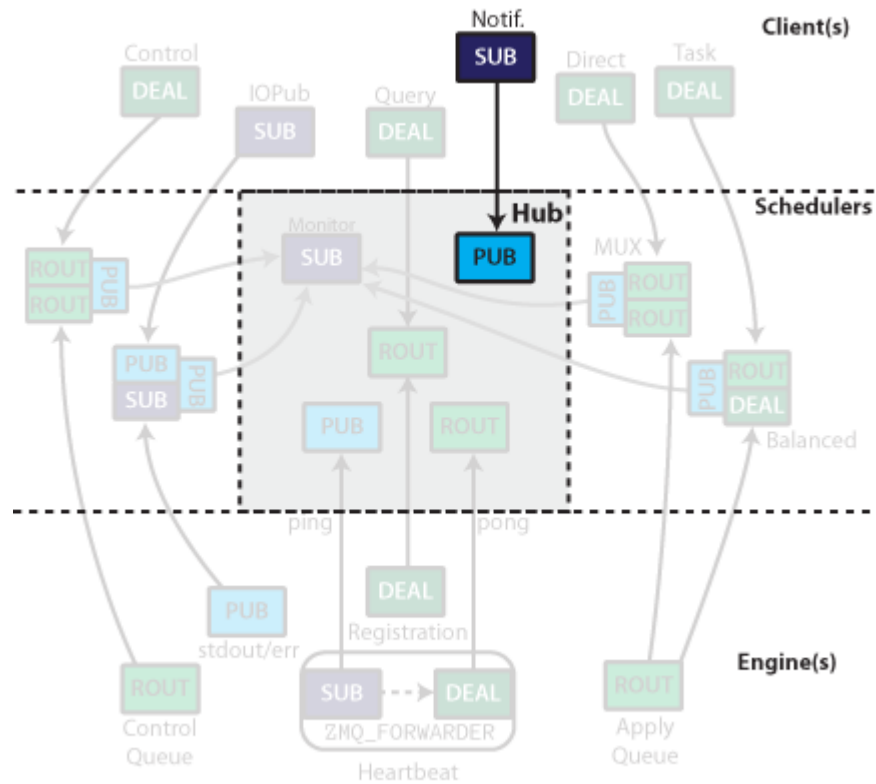 Notif.
Client(s)
SUB
Control
DEAL
IOPub
SUB
Query
DEAL
Direct
DEAL
Task
DEAL
Schedulers
Hub
Monitor
SUB
PUB
MUX
ROUT
ROUT
PUB
ROUT
ROUT
PUB
PUB
SUB
PUB
ROUT
ROUT
DEAL
PUB
Balanced
PUB
ROUT
ping
pong
DEAL
Registration
PUB
stdout/err
Engine(s)
ROUT
Control
Queue
SUB
DEAL
ZMQ_FORWARDER
Heartbeat
ROUT
Apply
Queue